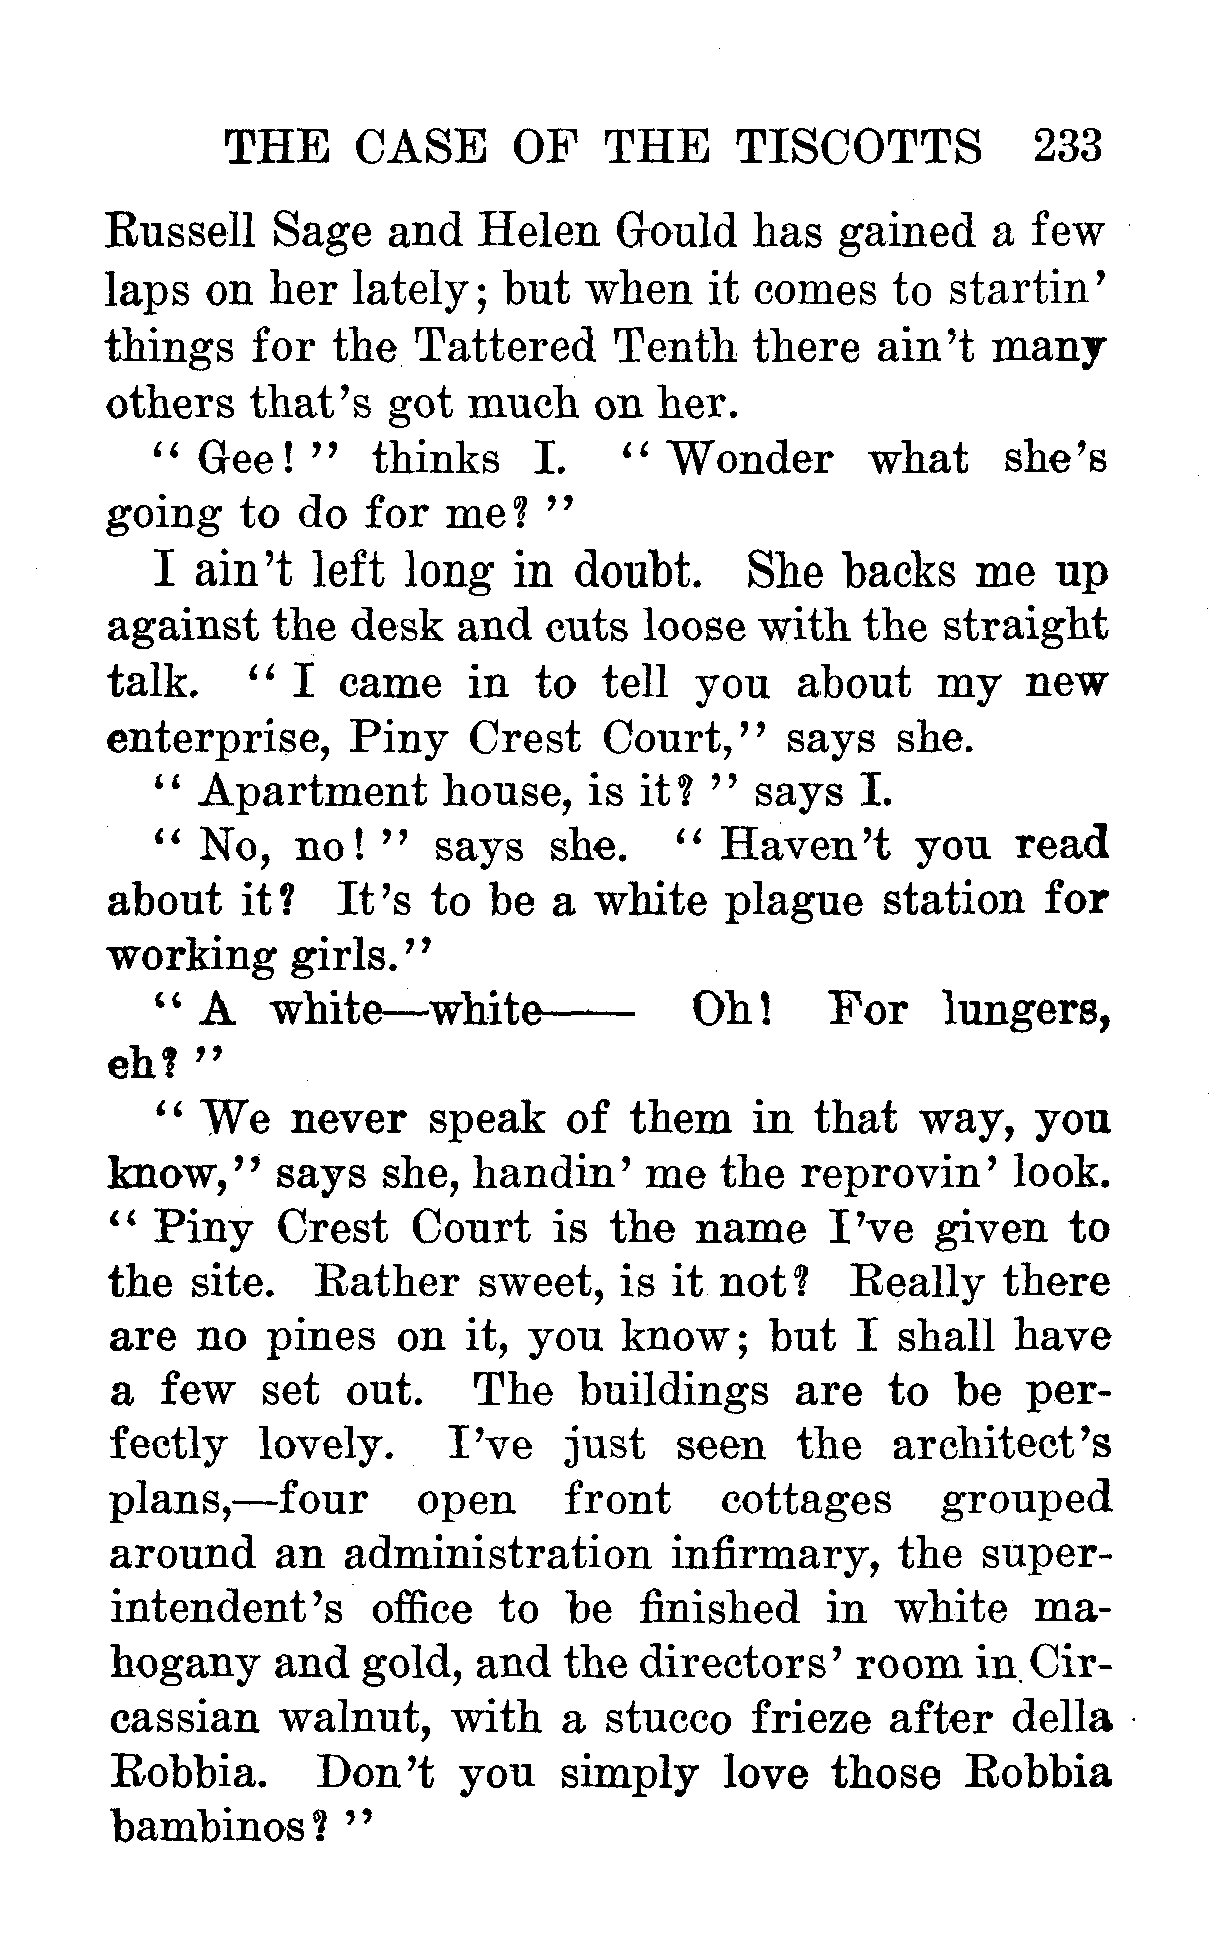 THE CASE OF THE TISCOTTS 233
Russell Sage and Helen Gould has gained a few
laps on her lately; but when it comes to startin'
things for the Tattered Tenth there ain't many
others that's got much on her.
"Gee!" thinks I. "Wonder what she's
going to do for me?"
I ain't left long in doubt. She backs me up
against the desk and cuts loose with the straight
talk. "I came in to tell you about my new
enterprise, Piny Crest Court," says she.
"Apartment house, is it?" says I.
"No, no!" says she. "Haven't you read
about it? It's to be a white plague station for
working girls."
"A white—white—— Oh! For lungers,
eh?"
"We never speak of them in that way, you
know," says she, handin' me the reprovin' look.
"Piny Crest Court is the name I've given to
the site. Rather sweet, is it not? Really there
are no pines on it, you know; but I shall have
a few set out. The buildings are to be per-
fectly lovely. I've just seen the architect's
plans,—four open front cottages grouped
around an administration infirmary, the super-
intendent's office to be finished in white ma-
hogany and gold, and the directors' room in Cir-
cassian walnut, with a stucco frieze after della
Robbia. Don't you simply love those Robbia
bambinos?"